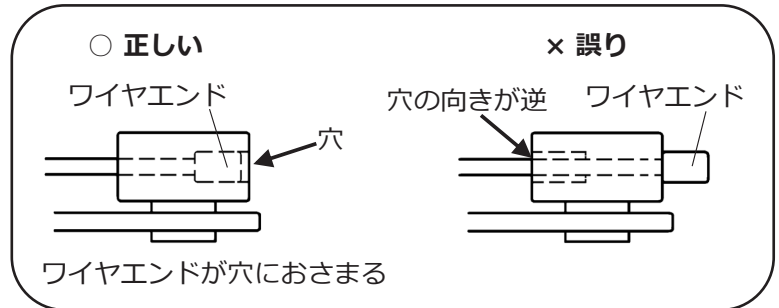 ○ 正しい
ワイヤエンド
穴
ワイヤエンドが穴におさまる
× 誤り
穴の向きが逆
ワイヤエンド